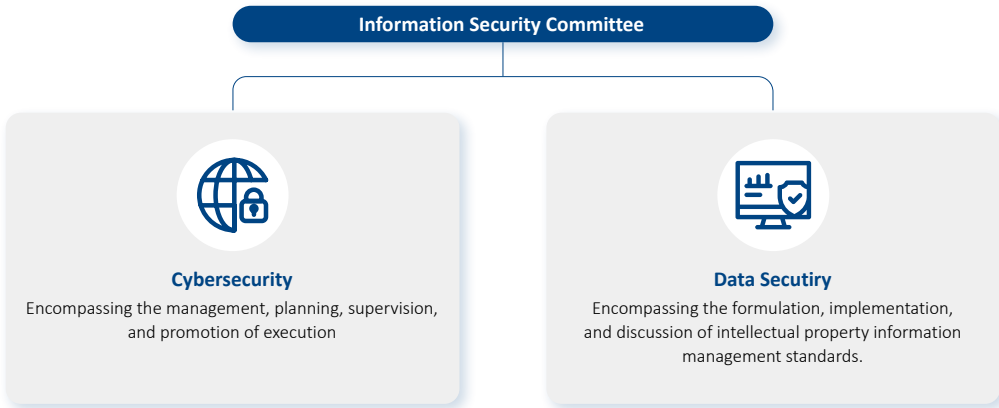 Information Security Committee
Cybersecurity
Encompassing the management, planning, supervision,
and promotion of execution
Data Secutiry
Encompassing the formulation, implementation,
and discussion of intellectual property information
management standards.